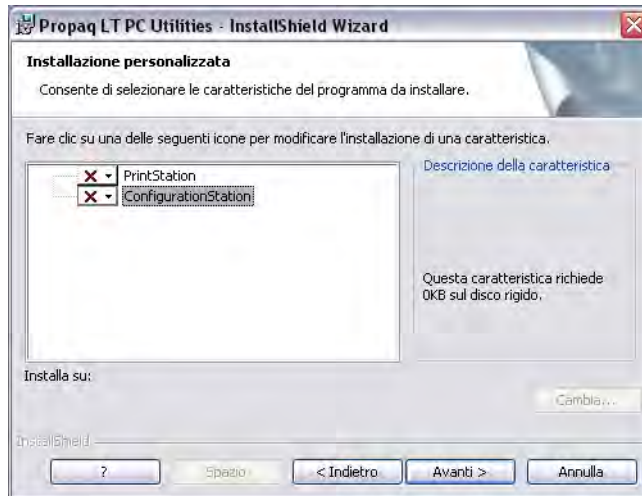 Propaq LT PC Utilities - InstallShield Wizard
Installazione personalizzata
Consente di selezionare le caratteristiche del programma da installare.
Fare clic su una delle seguenti icone per modificare l'installazione di una caratteristica.
PrintStation
ConfigurationStation
Descrizione della caratteristica
Questa caratteristica richiede
0KB sul disco rigido.
Installa su:
Cambia...
InstallShield
?
Spazio
< Indietro
Avanti >
Annulla